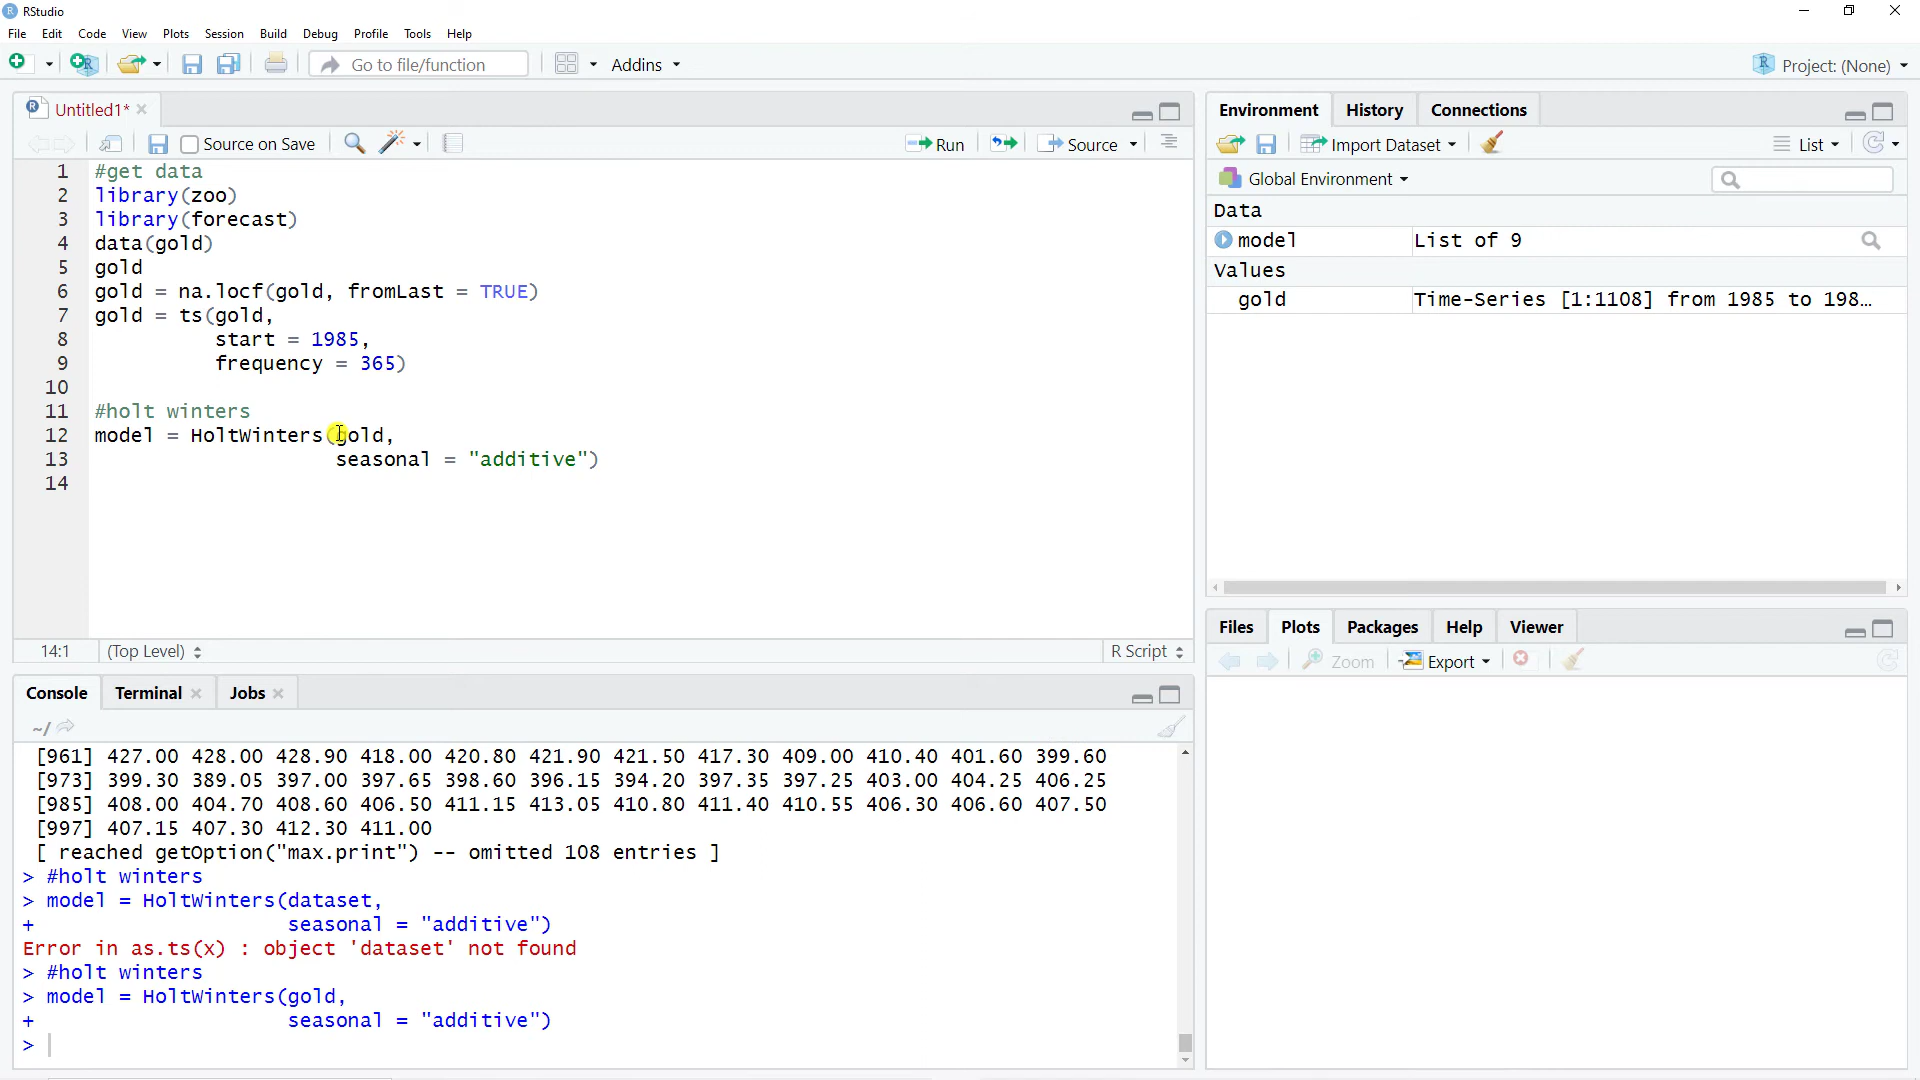 RStudio
File Edit Code View Plots Session Build Debug Profile Tools Help
Go to file/function Addins Project: (None)
Untitled1*
Source on Save Run Source
1 #get data
2 library(zoo)
3 library(forecast)
4 data(gold)
5 gold
6 gold = na.locf(gold, fromLast = TRUE)
7 gold = ts(gold,
8 start = 1985,
9 frequency = 365)
10
11 #holt winters
12 model = HoltWinters(gold,
13 seasonal = "additive")
14
14:1 (Top Level) R Script
Console Terminal Jobs
~/
[961] 427.00 428.00 428.90 418.00 420.80 421.90 421.50 417.30 409.00 410.40 401.60 399.60
[973] 399.30 389.05 397.00 397.65 398.60 396.15 394.20 397.35 397.25 403.00 404.25 406.25
[985] 408.00 404.70 408.60 406.50 411.15 413.05 410.80 411.40 410.55 406.30 406.60 407.50
[997] 407.15 407.30 412.30 411.00
[ reached getOption("max.print") -- omitted 108 entries ]
> #holt winters
> model = HoltWinters(dataset,
+ seasonal = "additive")
Error in as.ts(x) : object 'dataset' not found
> #holt winters
> model = HoltWinters(gold,
+ seasonal = "additive")
>
Environment History Connections
Import Dataset List
Global Environment
Data
model List of 9
Values
gold Time-Series [1:1108] from 1985 to 198…
Files Plots Packages Help Viewer
Zoom Export